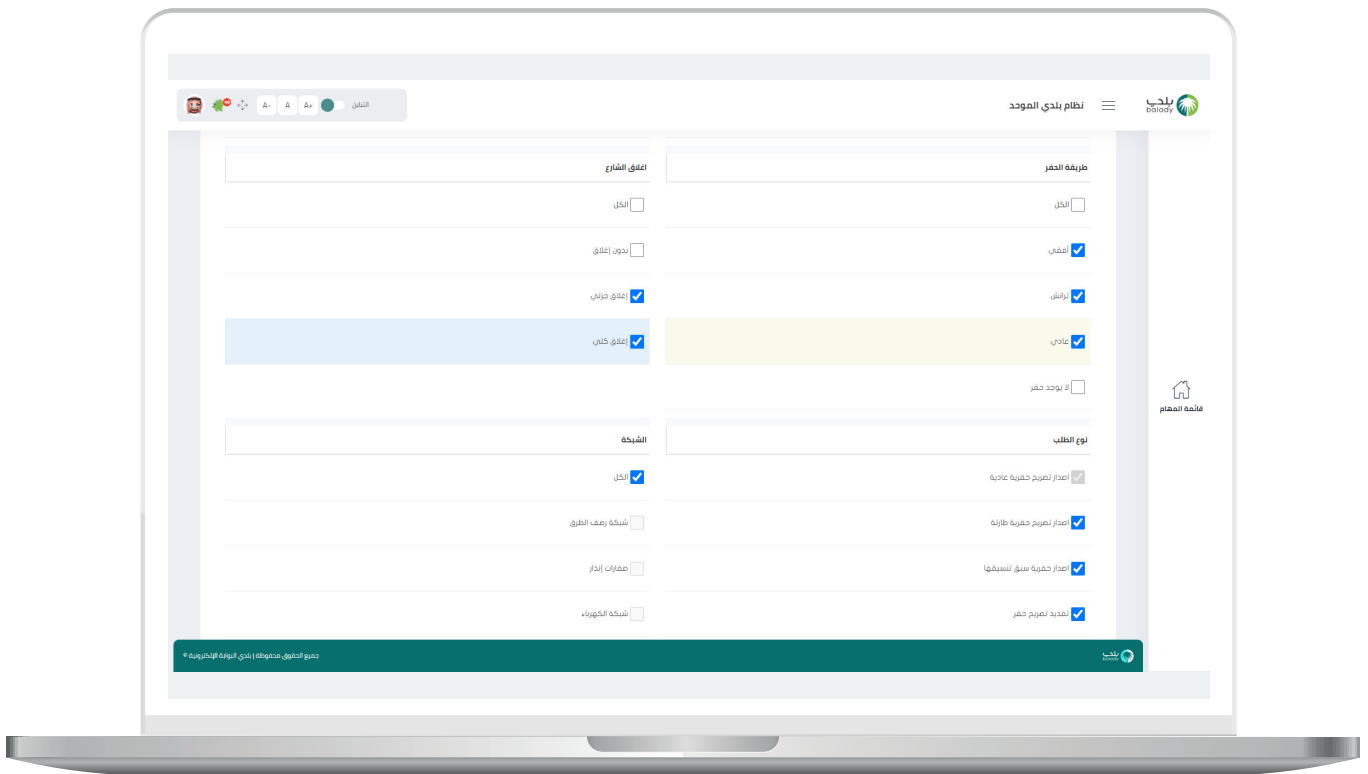 بلدي
balady
نظام بلدي الموحد
التباين
A+
A
A-
قائمة المهام
طريقة الحفر
اغلاق الشارع
الكل
الكل
أفقي
بدون إغلاق
ترانش
إغلاق جزئي
عادي
إغلاق كلي
لا يوجد حفر
نوع الطلب
الشبكة
اصدار تصريح حفرية عادية
الكل
اصدار تصريح حفرية طارئة
شبكة رصف الطرق
اصدار حفرية سبق تنسيقها
صفارات إنذار
تمديد تصريح حفر
شبكة الكهرباء
بلدي
balady
جميع الحقوق محفوظة | بلدي البوابة الإلكترونية ©